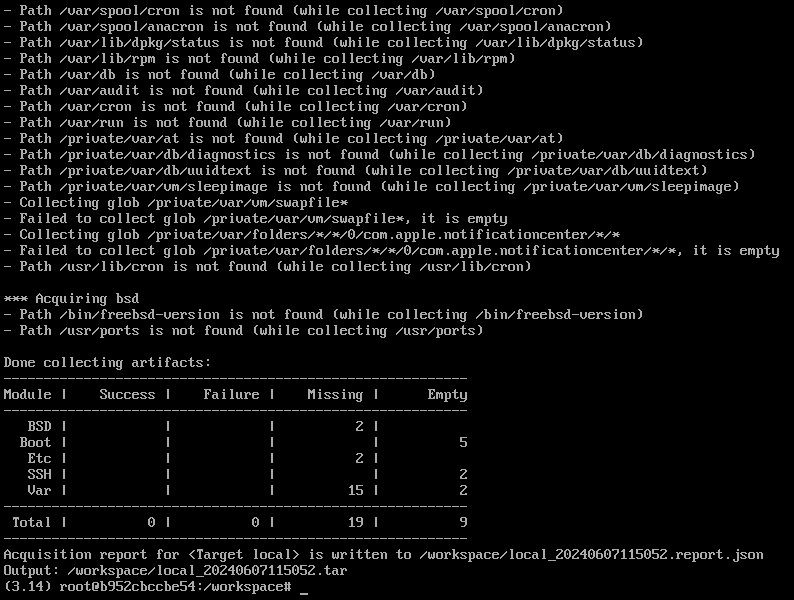 - Path /var/spool/cron is not found (while collecting /var/spool/cron)
- Path /var/spool/anacron is not found (while collecting /var/spool/anacron)
- Path /var/lib/dpkg/status is not found (while collecting /var/lib/dpkg/status)
- Path /var/lib/rpm is not found (while collecting /var/lib/rpm)
- Path /var/db is not found (while collecting /var/db)
- Path /var/audit is not found (while collecting /var/audit)
- Path /var/cron is not found (while collecting /var/cron)
- Path /var/run is not found (while collecting /var/run)
- Path /private/var/at is not found (while collecting /private/var/at)
- Path /private/var/db/diagnostics is not found (while collecting /private/var/db/diagnostics)
- Path /private/var/db/uuidtext is not found (while collecting /private/var/db/uuidtext)
- Path /private/var/vm/sleepimage is not found (while collecting /private/var/vm/sleepimage)
- Collecting glob /private/var/vm/swapfile*
- Failed to collect glob /private/var/vm/swapfile*, it is empty
- Collecting glob /private/var/folders/*/*/0/com.apple.notificationcenter/*/*
- Failed to collect glob /private/var/folders/*/*/0/com.apple.notificationcenter/*/*, it is empty
- Path /usr/lib/cron is not found (while collecting /usr/lib/cron)
*** Acquiring bsd
- Path /bin/freebsd-version is not found (while collecting /bin/freebsd-version)
- Path /usr/ports is not found (while collecting /usr/ports)
Done collecting artifacts:
----------------------------------------------------------
Module |    Success |    Failure |    Missing |      Empty
----------------------------------------------------------
   BSD |            |            |          2 |
  Boot |            |            |            |          5
   Etc |            |            |          2 |
   SSH |            |            |            |          2
   Var |            |            |         15 |          2
----------------------------------------------------------
 Total |          0 |          0 |         19 |          9
----------------------------------------------------------
Acquisition report for <Target local> is written to /workspace/local_20240607115052.report.json
Output: /workspace/local_20240607115052.tar
(3.14) root@b952cbccbe54:/workspace# _